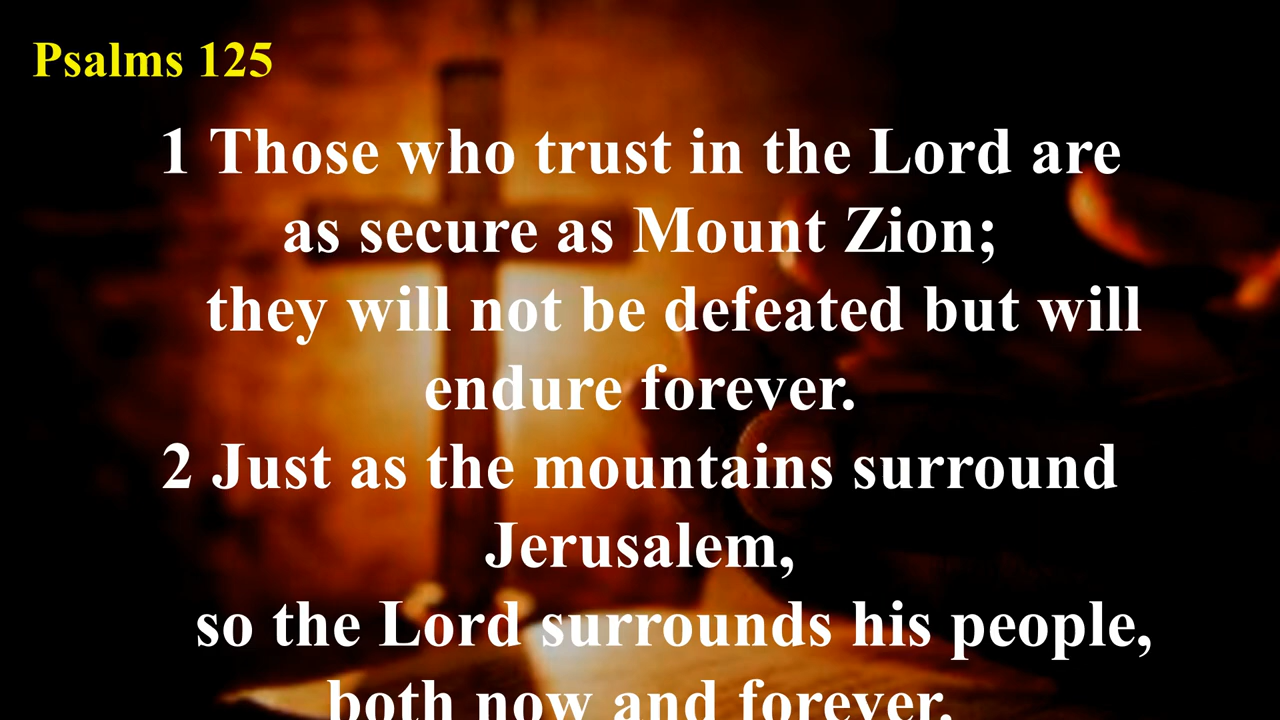 Psalms 125
1 Those who trust in the Lord are
as secure as Mount Zion;
they will not be defeated but will
endure forever.
2 Just as the mountains surround
Jerusalem,
so the Lord surrounds his people,
both now and forever.